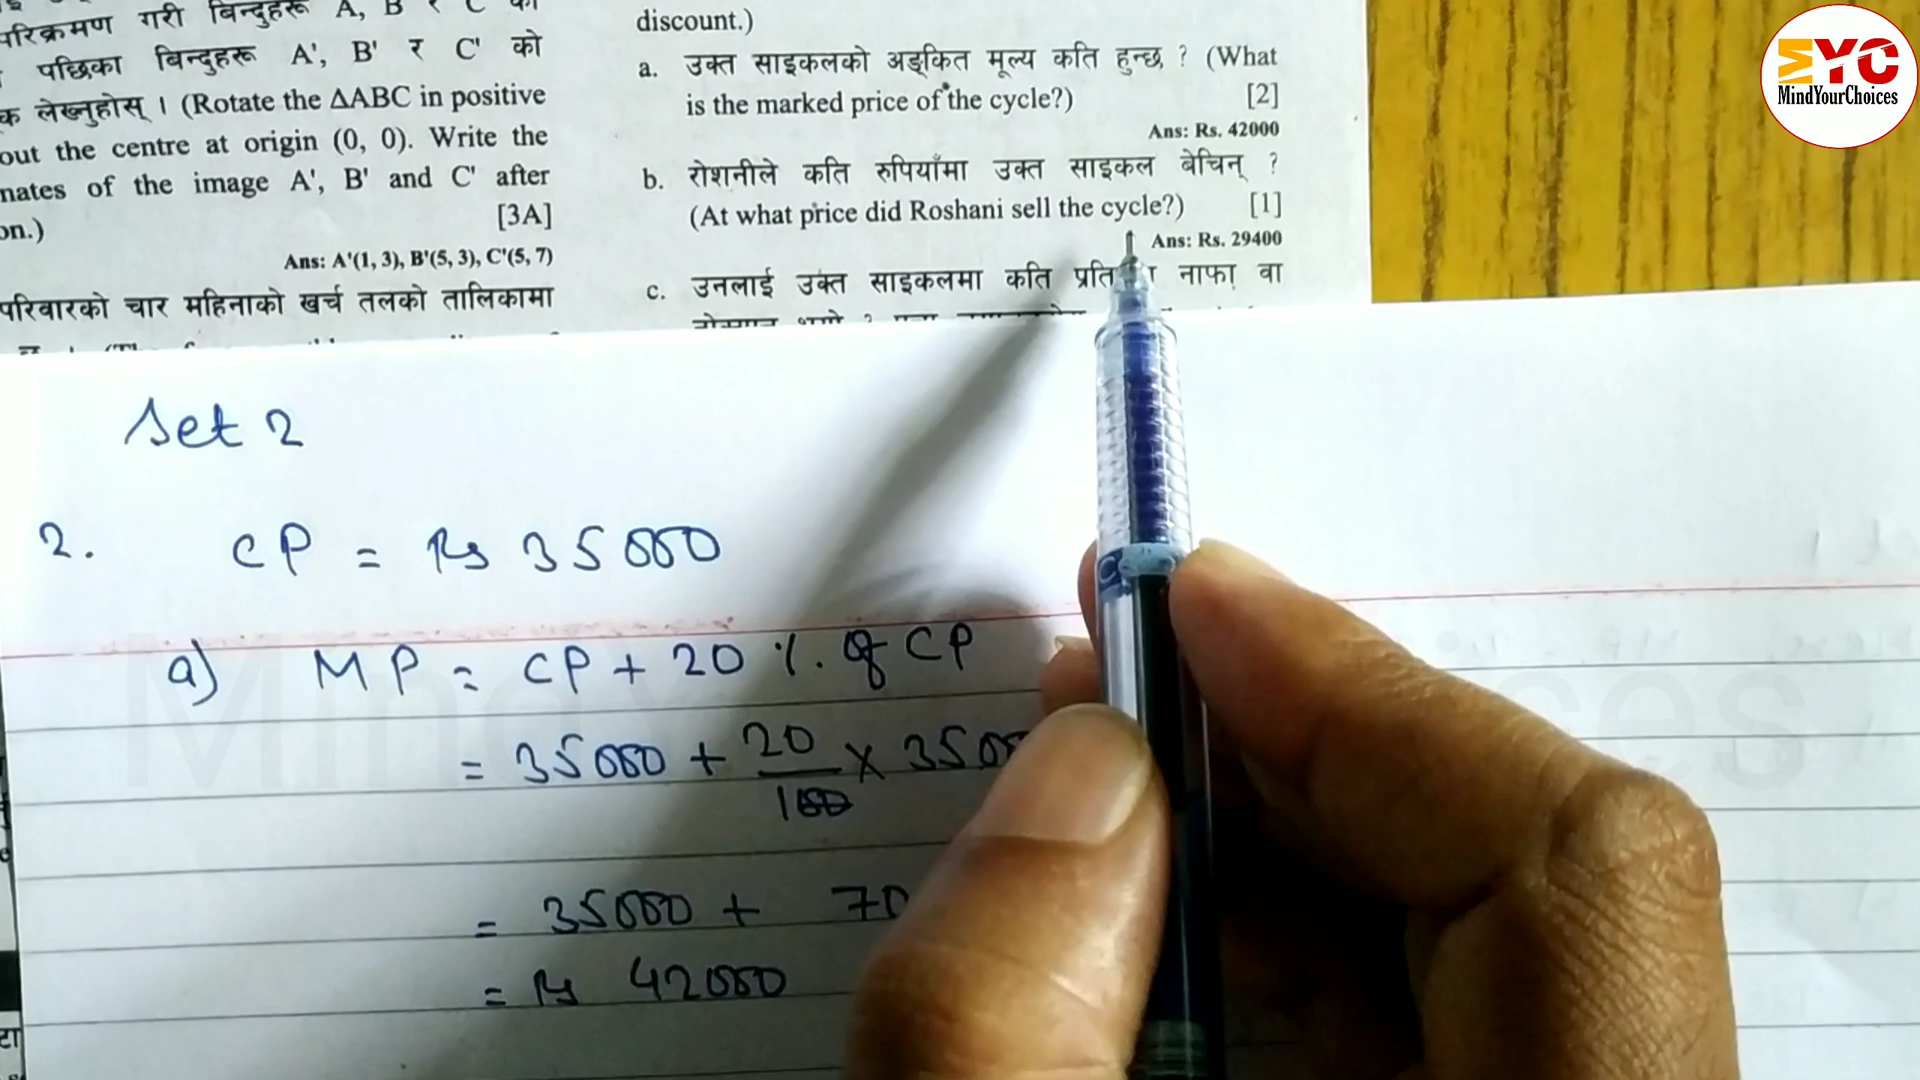 परिक्रमण गरी बिन्दुहरू A, B र C को
पछिका बिन्दुहरू A', B' र C' को
क लेख्नुहोस् । (Rotate the ΔABC in positive
out the centre at origin (0, 0). Write the
nates of the image A', B' and C' after
on.) [3A]
Ans: A'(1, 3), B'(5, 3), C'(5, 7)
परिवारको चार महिनाको खर्च तलको तालिकामा
discount.)
a. उक्त साइकलको अङ्कित मूल्य कति हुन्छ ? (What
is the marked price of the cycle?) [2]
Ans: Rs. 42000
b. रोशनीले कति रुपियाँमा उक्त साइकल बेचिन् ?
(At what price did Roshani sell the cycle?) [1]
Ans: Rs. 29400
c. उनलाई उक्त साइकलमा कति नाफा वा
MYC
MindYourChoices
Set 2
2. CP = Rs 35000
a) MP = CP + 20 %. of CP
= 35000 + 20/100 × 3500
= 35000 + 70
= Rs 42000